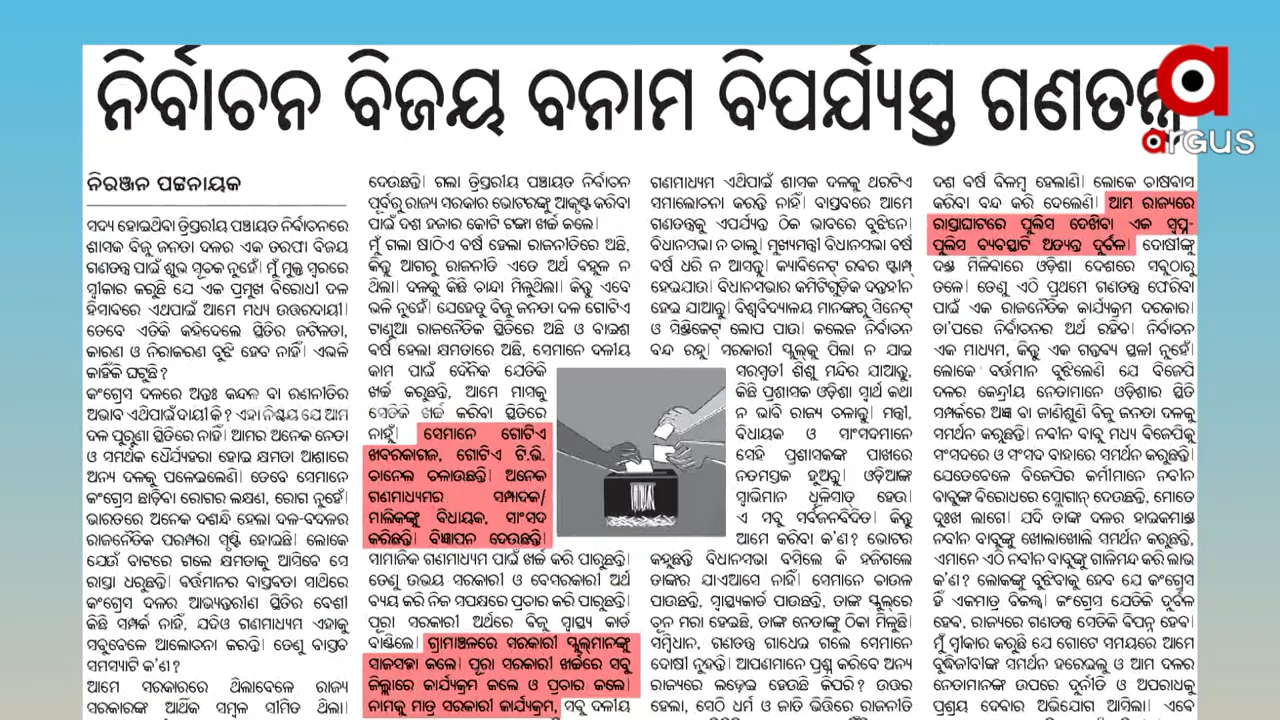 ନିର୍ବାଚନ ବିଜୟ ବନାମ ବିପର୍ଯ୍ୟସ୍ତ ଗଣତନ୍ତ୍ର
argus
ନିରଞ୍ଜନ ପଟ୍ଟନାୟକ
ସଦ୍ୟ ହୋଇଥିବା ତ୍ରିସ୍ତରୀୟ ପଞ୍ଚାୟତ ନିର୍ବାଚନରେ
ଶାସକ ବିଜୁ ଜନତା ଦଳର ଏକ ତରଫା ବିଜୟ
ଗଣତନ୍ତ୍ର ପାଇଁ ଶୁଭ ସୂଚକ ନୁହେଁ। ମୁଁ ମୁକ୍ତ ସ୍ୱରରେ
ସ୍ୱୀକାର କରୁଛି ଯେ ଏକ ପ୍ରମୁଖ ବିରୋଧୀ ଦଳ
ହିସାବରେ ଏଥିପାଇଁ ଆମେ ମଧ୍ୟ ଉତ୍ତରଦାୟୀ।
ତେବେ ଏତିକି କହିଦେଲେ ସ୍ଥିତିର ଜଟିଳତା,
କାରଣ ଓ ନିରାକରଣ ବୁଝି ହେବ ନାହିଁ। ଏଭଳି
କାହିଁକି ଘଟୁଛି?
କଂଗ୍ରେସ ଦଳରେ ଅନ୍ତଃ କନ୍ଦଳ ବା ରଣନୀତିର
ଅଭାବ ଏଥିପାଇଁ ଦାୟୀ କି? ଏହା ନିଶ୍ଚୟ ଯେ ଆମ
ଦଳ ପୁରୁଣା ସ୍ଥିତିରେ ନାହିଁ। ଆମର ଅନେକ ନେତା
ଓ ସମର୍ଥକ ଧୈର୍ଯ୍ୟହରା ହୋଇ କ୍ଷମତା ଆଶାରେ
ଅନ୍ୟ ଦଳକୁ ପଳେଇଲେଣି। ତେବେ ସେମାନେ
କଂଗ୍ରେସ ଛାଡ଼ିବା ରୋଗର ଲକ୍ଷଣ, ରୋଗ ନୁହେଁ।
ଭାରତରେ ଅନେକ ଦଶନ୍ଧି ହେଲା ଦଳ-ବଦଳର
ରାଜନୈତିକ ପରମ୍ପରା ସୃଷ୍ଟି ହୋଇଛି। ଲୋକେ
ଯେଉଁ ବାଟରେ ଗଲେ କ୍ଷମତାକୁ ଆସିବେ ସେ
ରାସ୍ତା ଧରୁଛନ୍ତି। ବର୍ତ୍ତମାନର ବାସ୍ତବତା ସାଥିରେ
କଂଗ୍ରେସ ଦଳର ଆଭ୍ୟନ୍ତରୀଣ ସ୍ଥିତିର ବେଶୀ
କିଛି ସମ୍ପର୍କ ନାହିଁ, ଯଦିଓ ଗଣମାଧ୍ୟମ ଏହାକୁ
ସବୁବେଳେ ଆଲୋଚନା କରନ୍ତି। ତେଣୁ ବାସ୍ତବ
ସମସ୍ୟାଟି କ'ଣ?
ଆମେ ସରକାରରେ ଥିଲାବେଳେ ରାଜ୍ୟ
ସରକାରଙ୍କ ଆର୍ଥିକ ସମ୍ବଳ ସୀମିତ ଥିଲା।
ଦେଉଛନ୍ତି। ଗଲା ତ୍ରିସ୍ତରୀୟ ପଞ୍ଚାୟତ ନିର୍ବାଚନ
ପୂର୍ବରୁ ରାଜ୍ୟ ସରକାର ଭୋଟରଙ୍କୁ ଆକୃଷ୍ଟ କରିବା
ପାଇଁ ଦଶ ହଜାର କୋଟି ଟଙ୍କା ଖର୍ଚ୍ଚ କଲେ।
ମୁଁ ଗଲା ଷାଠିଏ ବର୍ଷ ହେଲା ରାଜନୀତିରେ ଅଛି,
କିନ୍ତୁ ଆଗରୁ ରାଜନୀତି ଏତେ ଅର୍ଥ ବହୁଳ ନ
ଥିଲା। ଦଳକୁ କିଛି ଚାନ୍ଦା ମିଳୁଥିଲା। କିନ୍ତୁ ଏବେ
ଭଳି ନୁହେଁ। ଯେହେତୁ ବିଜୁ ଜନତା ଦଳ ଗୋଟିଏ
ଟାଣୁଆ ରାଜନୈତିକ ସ୍ଥିତିରେ ଅଛି ଓ ବାଇଶ
ବର୍ଷ ହେଲା କ୍ଷମତାରେ ଅଛି, ସେମାନେ ଦଳୀୟ
କାମ ପାଇଁ ଦୈନିକ ଯେତିକି
ଖର୍ଚ୍ଚ କରୁଛନ୍ତି, ଆମେ ମାସକୁ
ସେତିକି ଖର୍ଚ୍ଚ କରିବା ସ୍ଥିତିରେ
ନାହୁଁ। ସେମାନେ ଗୋଟିଏ
ଖବରକାଗଜ, ଗୋଟିଏ ଟି.ଭି.
ଚାନେଲ ଚଳାଉଛନ୍ତି। ଅନେକ
ଗଣମାଧ୍ୟମର ସମ୍ପାଦକ/
ମାଲିକଙ୍କୁ ବିଧାୟକ, ସାଂସଦ
କରିଛନ୍ତି। ବିଜ୍ଞାପନ ଦେଉଛନ୍ତି।
ସାମାଜିକ ଗଣମାଧ୍ୟମ ପାଇଁ ଖର୍ଚ୍ଚ କରି ପାରୁଛନ୍ତି।
ତେଣୁ ଉଭୟ ସରକାରୀ ଓ ବେସରକାରୀ ଅର୍ଥ
ବ୍ୟୟ କରି ନିଜ ସପକ୍ଷରେ ପ୍ରଚାର କରି ପାରୁଛନ୍ତି।
ପୂରା ସରକାରୀ ଅର୍ଥରେ ବିଜୁ ସ୍ୱାସ୍ଥ୍ୟ କାର୍ଡ
ବାଣ୍ଟିଲେ। ଗ୍ରାମାଞ୍ଚଳରେ ସରକାରୀ ସ୍କୁଲମାନଙ୍କୁ
ସାଜସଜ୍ଜା କଲେ। ପୂରା ସରକାରୀ ଖର୍ଚ୍ଚରେ ସବୁ
ଜିଲ୍ଲାରେ କାର୍ଯ୍ୟକ୍ରମ କଲେ ଓ ପ୍ରଚାର କଲେ।
ନାମକୁ ମାତ୍ର ସରକାରୀ କାର୍ଯ୍ୟକ୍ରମ, ସବୁ ଦଳୀୟ
ଗଣମାଧ୍ୟମ ଏଥିପାଇଁ ଶାସକ ଦଳକୁ ଥରଟିଏ
ସମାଲୋଚନା କରନ୍ତି ନାହିଁ। ବାସ୍ତବରେ ଆମେ
ଗଣତନ୍ତ୍ରକୁ ଏପର୍ଯ୍ୟନ୍ତ ଠିକ ଭାବରେ ବୁଝିନେ।
ବିଧାନସଭା ନ ଚାଲୁ। ମୁଖ୍ୟମନ୍ତ୍ରୀ ବିଧାନସଭା ବର୍ଷ
ବର୍ଷ ଧରି ନ ଆସନ୍ତୁ। କ୍ୟାବିନେଟ୍ ରବର ଷ୍ଟାମ୍ପ
ହେଇଯାଉ। ବିଧାନସଭାର କମିଟିଗୁଡ଼ିକ ଦନ୍ତହୀନ
ହେଇ ଯାଆନ୍ତୁ। ବିଶ୍ୱବିଦ୍ୟାଳୟ ମାନଙ୍କରୁ ସିନେଟ୍
ଓ ସିଣ୍ଡିକେଟ୍ ଲୋପ ପାଉ। କଲେଜ ନିର୍ବାଚନ
ବନ୍ଦ ରହୁ। ସରକାରୀ ସ୍କୁଲକୁ ପିଲା ନ ଯାଇ
ସରସ୍ୱତୀ ଶିଶୁ ମନ୍ଦିର ଯାଆନ୍ତୁ,
କିଛି ପ୍ରଶାସକ ଓଡ଼ିଶା ସ୍ୱାର୍ଥ କଥା
ନ ଭାବି ରାଜ୍ୟ ଚଳାନ୍ତୁ। ମନ୍ତ୍ରୀ,
ବିଧାୟକ ଓ ସାଂସଦମାନେ
ସେହି ପ୍ରଶାସକଙ୍କ ପାଖରେ
ନତମସ୍ତକ ହୁଅନ୍ତୁ। ଓଡ଼ିଆଙ୍କ
ସ୍ୱାଭିମାନ ଧୂଳିସାତ୍ ହେଉ।
ଏ ସବୁ ସର୍ବଜନବିଦିତ। କିନ୍ତୁ
ଆମେ କରିବା କ'ଣ? ଭୋଟର
କହୁଛନ୍ତି ବିଧାନସଭା ବସିଲେ କି ହଜିଗଲେ
ତାଙ୍କର ଯାଏଆସେ ନାହିଁ। ସେମାନେ ଚାଉଳ
ପାଉଛନ୍ତି, ସ୍ୱାସ୍ଥ୍ୟକାର୍ଡ ପାଉଛନ୍ତି, ତାଙ୍କ ସ୍କୁଲରେ
ଚୂନ ମରା ହେଇଛି, ତାଙ୍କ ନେତାଙ୍କୁ ଠିକା ମିଳୁଛି।
ସମ୍ବିଧାନ, ଗଣତନ୍ତ୍ର ଗାଧେଇ ଗଲେ ସେମାନେ
ଦୋଷୀ ନୁହନ୍ତି। ଆପଣମାନେ ପ୍ରଶ୍ନ କରିବେ ଅନ୍ୟ
ରାଜ୍ୟରେ ଲଢ଼େଇ ହେଉଛି କିପରି? ଉତ୍ତର
ହେଲା, ସେଠି ଧର୍ମ ଓ ଜାତି ଭିତ୍ତିରେ ରାଜନୀତି
ଦଶ ବର୍ଷ ବିଳମ୍ବ ହେଲାଣି। ଲୋକେ ଚାଷବାସ
କରିବା ବନ୍ଦ କରି ଦେଲେଣି। ଆମ ରାଜ୍ୟରେ
ରାସ୍ତାଘାଟରେ ପୁଲିସ ଦେଖିବା ଏକ ସ୍ୱପ୍ନ-
ପୁଲିସ ବ୍ୟବସ୍ଥାଟି ଅତ୍ୟନ୍ତ ଦୁର୍ବଳ। ଦୋଷୀଙ୍କୁ
ଦଣ୍ଡ ମିଳିବାରେ ଓଡ଼ିଶା ଦେଶରେ ସବୁଠାରୁ
ତଳେ। ତେଣୁ ଏଠି ପ୍ରଥମେ ଗଣତନ୍ତ୍ର ଫେରିବା
ପାଇଁ ଏକ ରାଜନୈତିକ କାର୍ଯ୍ୟକ୍ରମ ଦରକାର।
ତା'ପରେ ନିର୍ବାଚନର ଅର୍ଥ ରହିବ। ନିର୍ବାଚନ
ଏକ ମାଧ୍ୟମ, କିନ୍ତୁ ଏକ ଗନ୍ତବ୍ୟ ସ୍ଥଳୀ ନୁହେଁ।
ଲୋକେ ବର୍ତ୍ତମାନ ବୁଝିଲେଣି ଯେ ବିଜେପି
ଦଳର କେନ୍ଦ୍ରୀୟ ନେତାମାନେ ଓଡ଼ିଶାର ସ୍ଥିତି
ସମ୍ପର୍କରେ ଅଜ୍ଞ ବା ଜାଣିଶୁଣି ବିଜୁ ଜନତା ଦଳକୁ
ସମର୍ଥନ କରୁଛନ୍ତି। ନବୀନ ବାବୁ ମଧ୍ୟ ବିଜେପିକୁ
ସଂସଦରେ ଓ ସଂସଦ ବାହାରେ ସମର୍ଥନ କରୁଛନ୍ତି।
ଯେତେବେଳେ ବିଜେପିର କର୍ମୀମାନେ ନବୀନ
ବାବୁଙ୍କ ବିରୋଧରେ ସ୍ଲୋଗାନ୍ ଦେଉଛନ୍ତି, ମୋତେ
ଦୁଃଖ ଲାଗେ। ଯଦି ତାଙ୍କ ଦଳର ହାଇକମାଣ୍ଡ
ନବୀନ ବାବୁଙ୍କୁ ଖୋଲାଖୋଲି ସମର୍ଥନ କରୁଛନ୍ତି,
ଏମାନେ ଏଠି ନବୀନ ବାବୁଙ୍କୁ ଗାଳିମନ୍ଦ କରି ଲାଭ
କ'ଣ? ଲୋକଙ୍କୁ ବୁଝିବାକୁ ହେବ ଯେ କଂଗ୍ରେସ
ହିଁ ଏକମାତ୍ର ବିକଳ୍ପ। କଂଗ୍ରେସ ଯେତିକି ଦୁର୍ବଳ
ହେବ, ରାଜ୍ୟରେ ଗଣତନ୍ତ୍ର ସେତିକି ବିପନ୍ନ ହେବ।
ମୁଁ ସ୍ୱୀକାର କରୁଛି ଯେ ଗୋଟେ ସମୟରେ ଆମେ
ବୁଦ୍ଧିଜୀବୀଙ୍କ ସମର୍ଥନ ହରେଇଲୁ ଓ ଆମ ଦଳର
ନେତାମାନଙ୍କ ଉପରେ ଦୁର୍ନୀତି ଓ ଅପରାଧକୁ
ପ୍ରଶ୍ରୟ ଦେବାର ଅଭିଯୋଗ ଆସିଲା। ଏବେ